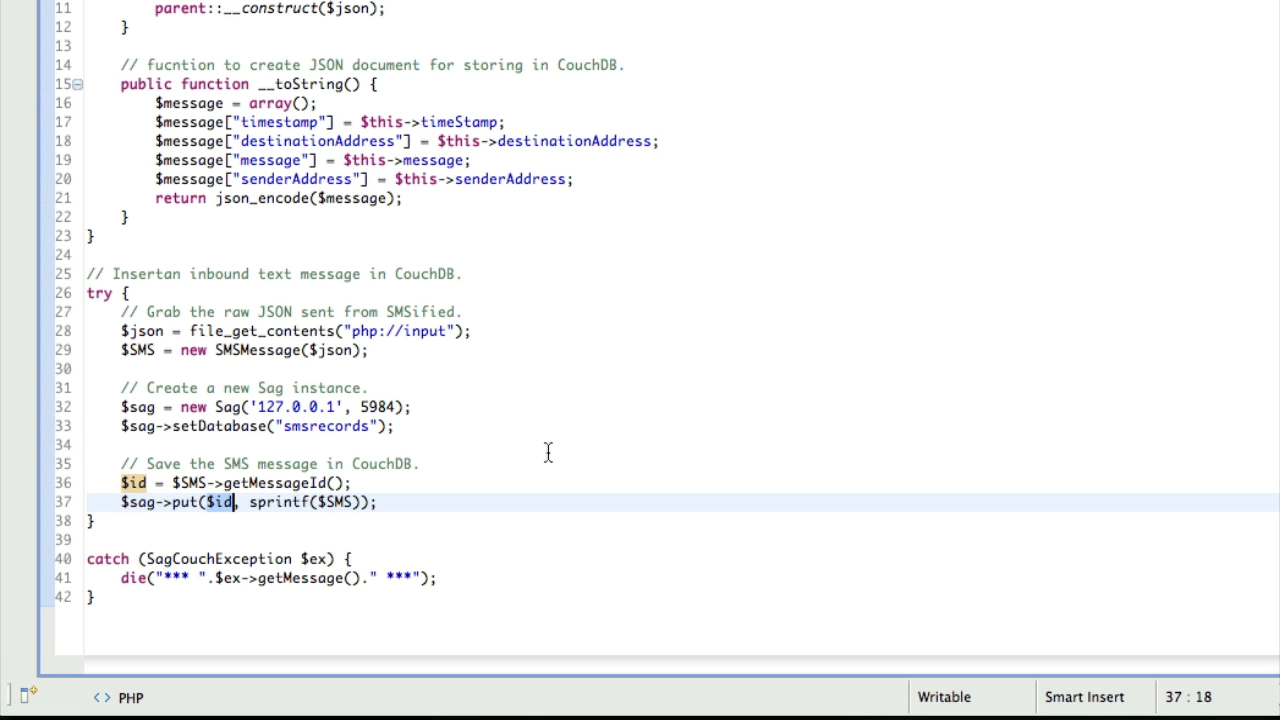 11 parent::__construct($json);
12 }
13
14 // fucntion to create JSON document for storing in CouchDB.
15 public function __toString() {
16 $message = array();
17 $message["timestamp"] = $this->timeStamp;
18 $message["destinationAddress"] = $this->destinationAddress;
19 $message["message"] = $this->message;
20 $message["senderAddress"] = $this->senderAddress;
21 return json_encode($message);
22 }
23 }
24
25 // Insertan inbound text message in CouchDB.
26 try {
27 // Grab the raw JSON sent from SMSified.
28 $json = file_get_contents("php://input");
29 $SMS = new SMSMessage($json);
30
31 // Create a new Sag instance.
32 $sag = new Sag('127.0.0.1', 5984);
33 $sag->setDatabase("smsrecords");
34
35 // Save the SMS message in CouchDB.
36 $id = $SMS->getMessageId();
37 $sag->put($id, sprintf($SMS));
38 }
39
40 catch (SagCouchException $ex) {
41 die("*** ".$ex->getMessage()." ***");
42 }
<> PHP Writable Smart Insert 37 : 18